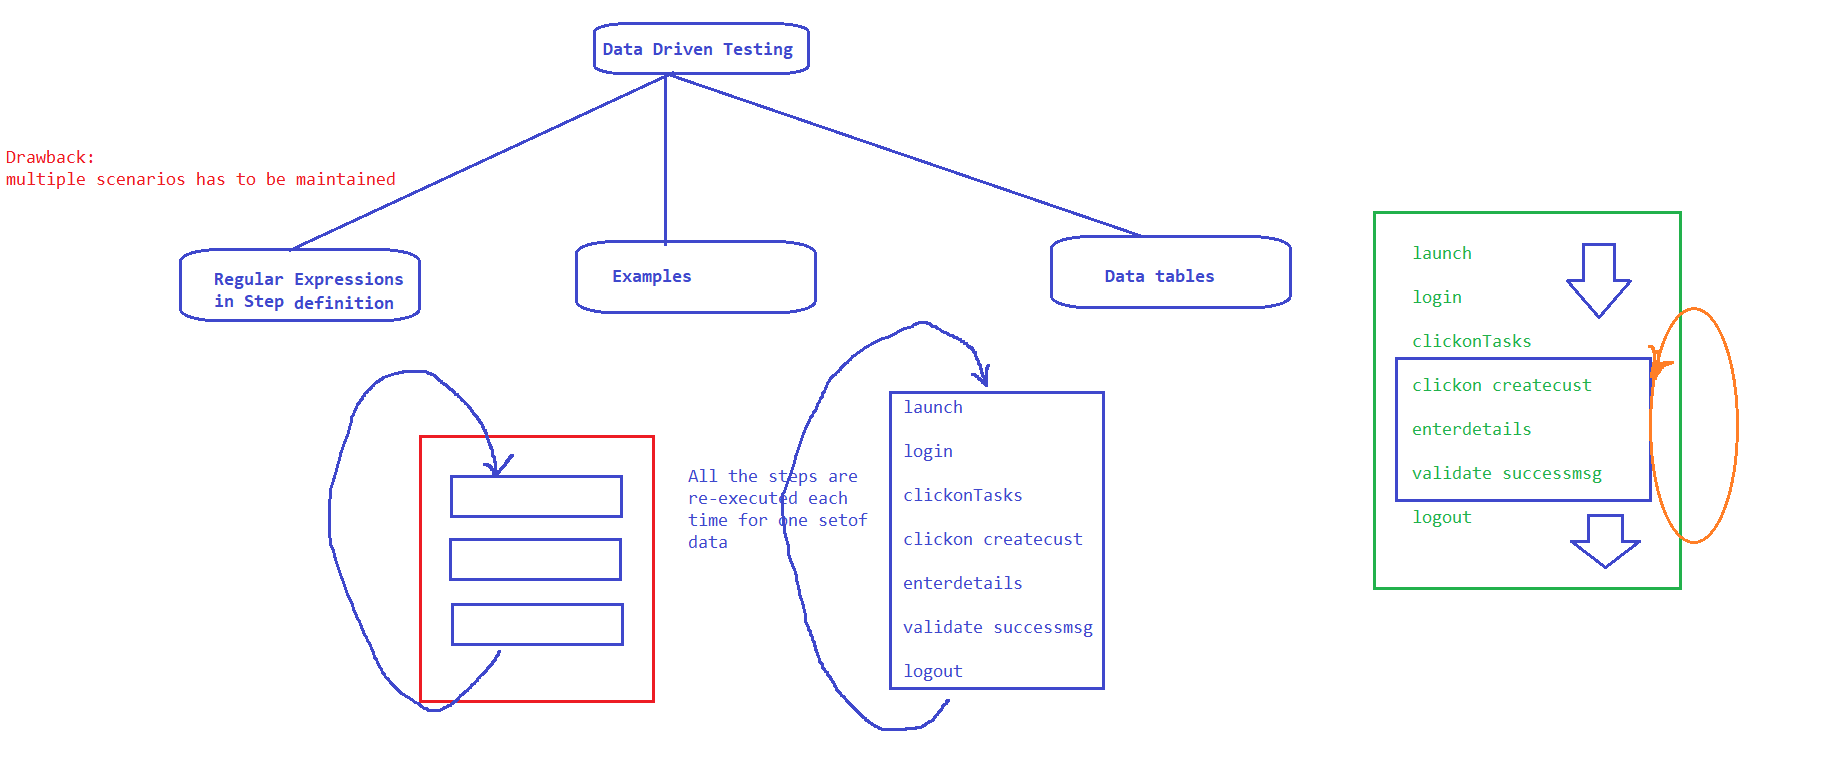 Data Driven Testing
Drawback:
multiple scenarios has to be maintained
Regular Expressions
in Step definition
Examples
Data tables
All the steps are
re-executed each
time for one setof
data
launch
login
clickonTasks
clickon createcust
enterdetails
validate successmsg
logout
launch
login
clickonTasks
clickon createcust
enterdetails
validate successmsg
logout